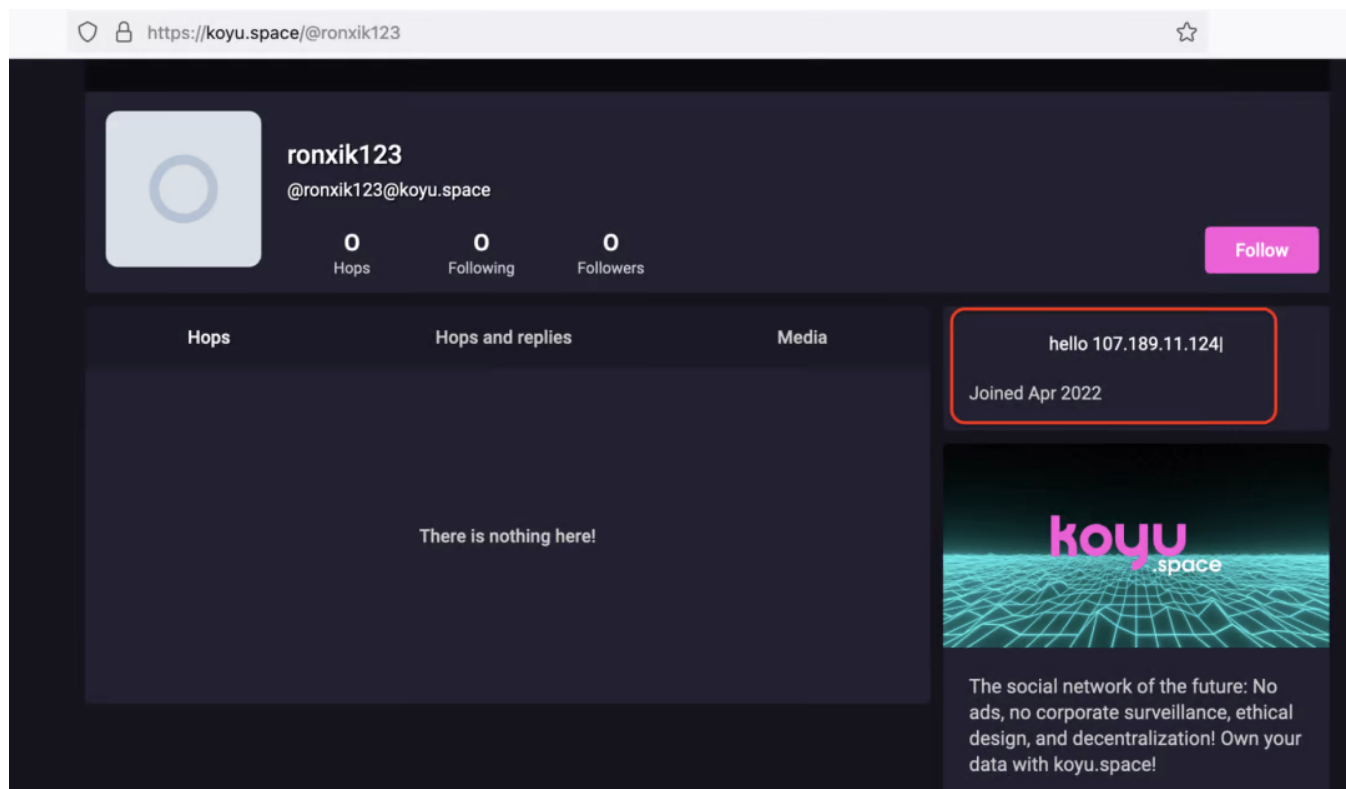 https://koyu.space/@ronxik123
ronxik123
@ronxik123@koyu.space
0 0 0
Hops Following Followers
Follow
Hops Hops and replies Media
There is nothing here!
hello 107.189.11.124|
Joined Apr 2022
koyu
.space
The social network of the future: No
ads, no corporate surveillance, ethical
design, and decentralization! Own your
data with koyu.space!